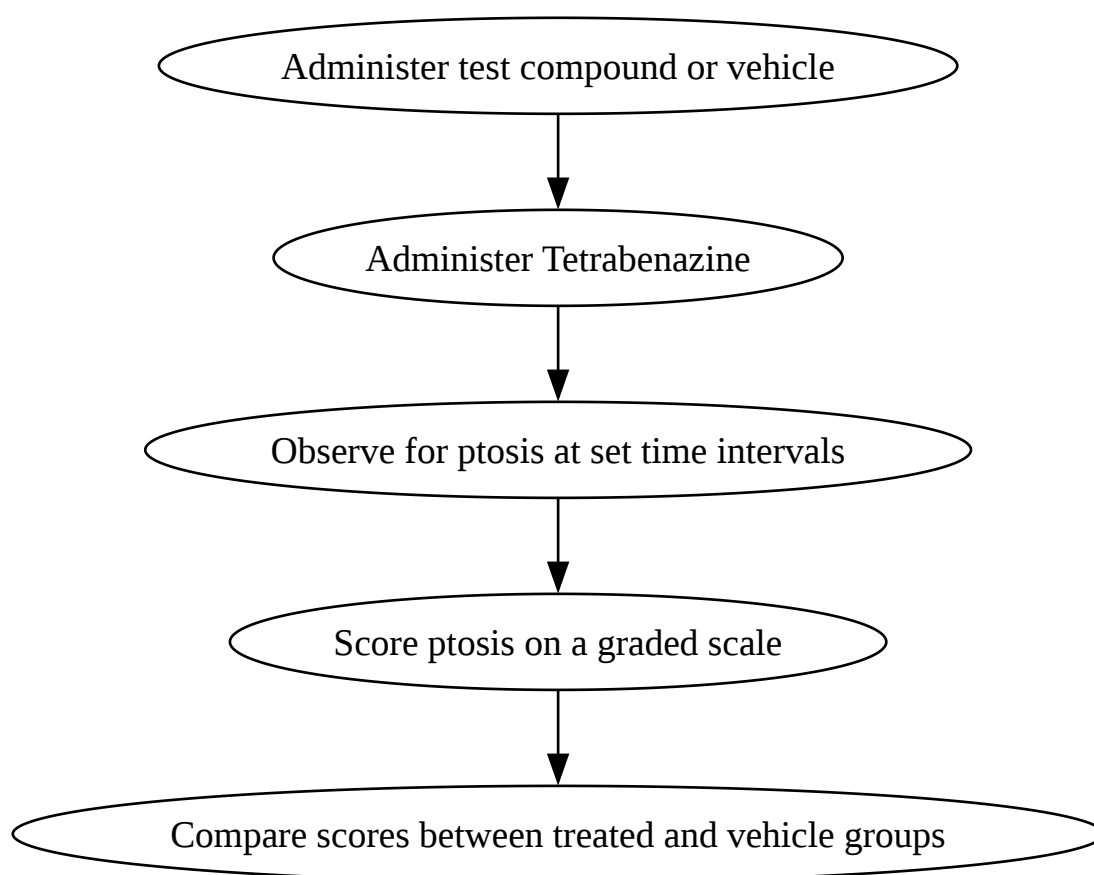 Administer test compound or vehicle
Administer Tetrabenazine
Observe for ptosis at set time intervals
Score ptosis on a graded scale
Compare scores between treated and vehicle groups